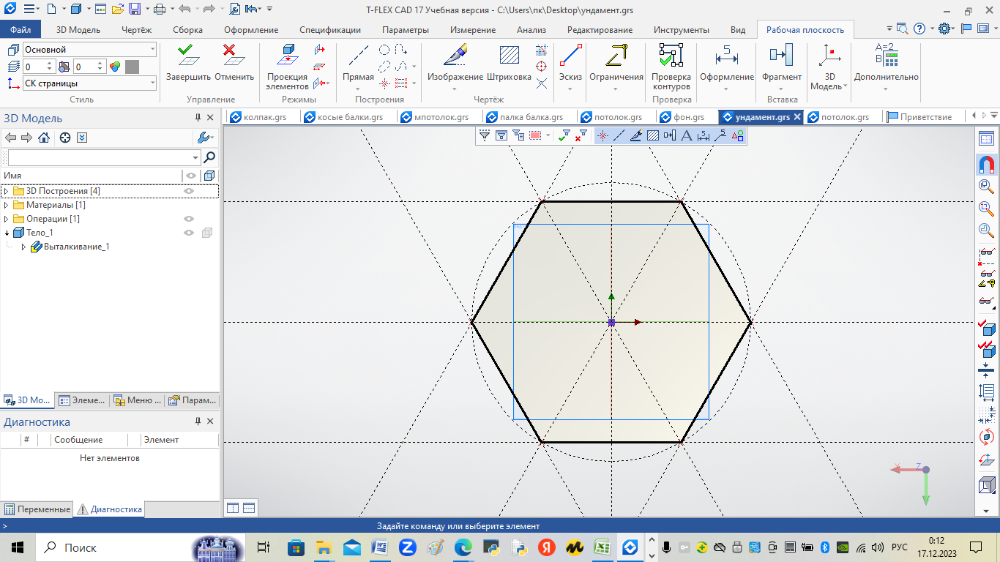 T-FLEX CAD 17 Учебная версия - C:\Users\пк\Desktop\ундамент.grs
Файл 3D Модель Чертёж Сборка Оформление Спецификации Параметры Измерение Анализ Редактирование Инструменты Вид Рабочая плоскость
Основной
0 0
СК страницы
Завершить Отменить
Проекция элементов
Прямая
Изображение Штриховка
Эскиз
Ограничения
Проверка контуров
Оформление
Фрагмент
3D Модель
Дополнительно
Стиль Управление Режимы Построения Чертёж Проверка Вставка
3D Модель
колпак.grs косые балки.grs мпотолок.grs палка балка.grs потолок.grs фон.grs ундамент.grs потолок.grs Приветствие
Имя
3D Построения [4]
Материалы [1]
Операции [1]
Тело_1
Выталкивание_1
3D Мо... Элеме... Меню ... Парам...
Диагностика
# Сообщение Элемент
Нет элементов
X Z
Переменные Диагностика
> Задайте команду или выберите элемент
Поиск
РУС
0:12
17.12.2023